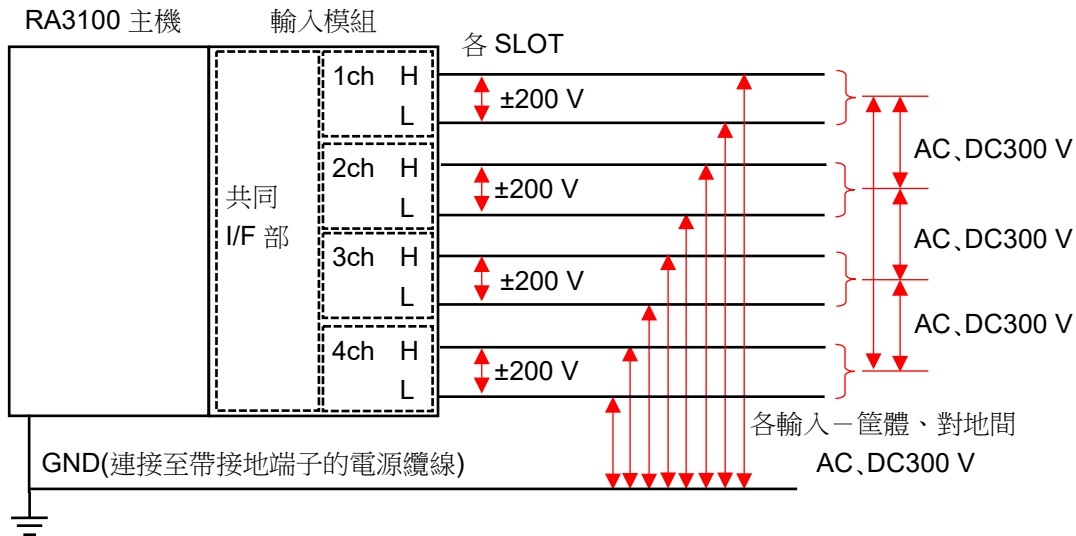 RA3100 主機
輸入模組
各 SLOT
共同
I/F 部
1ch H
L
±200 V
2ch H
L
±200 V
3ch H
L
±200 V
4ch H
L
±200 V
AC、DC300 V
AC、DC300 V
AC、DC300 V
各輸入－筐體、對地間
AC、DC300 V
GND(連接至帶接地端子的電源纜線)